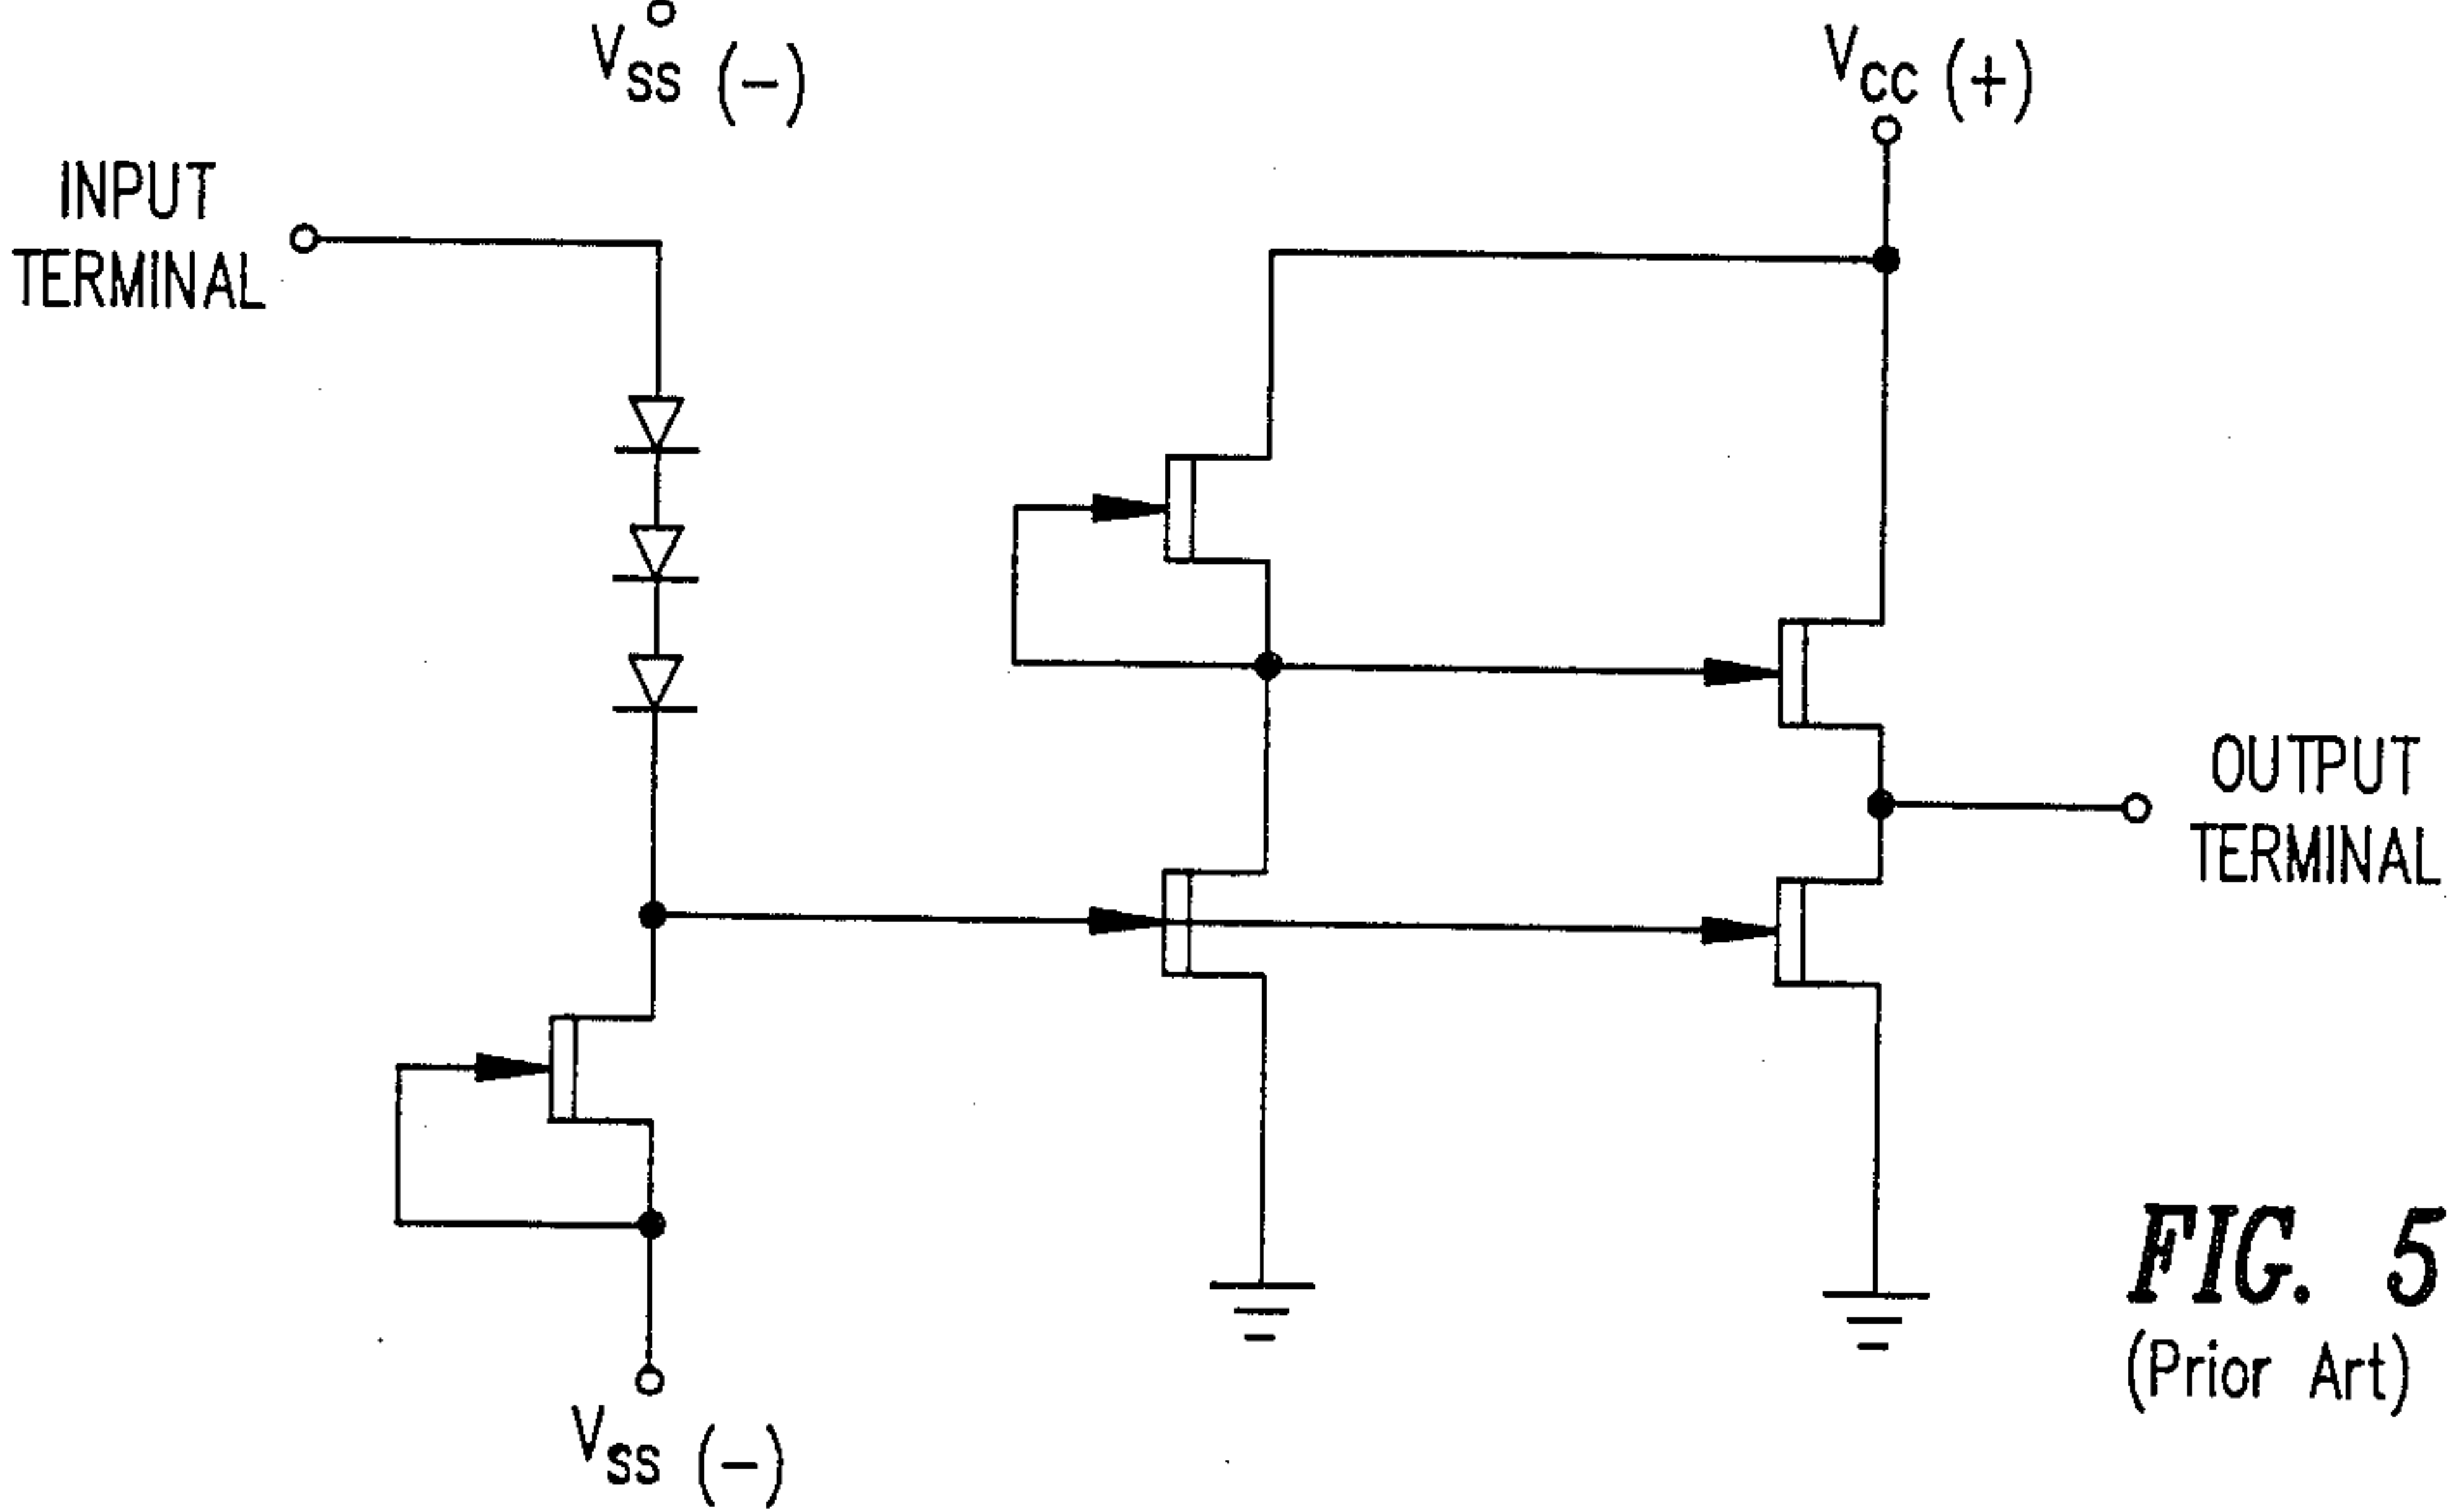 VSS (−)
VCC (+)
INPUT
TERMINAL
OUTPUT
TERMINAL
FIG. 5
(Prior Art)
VSS (−)